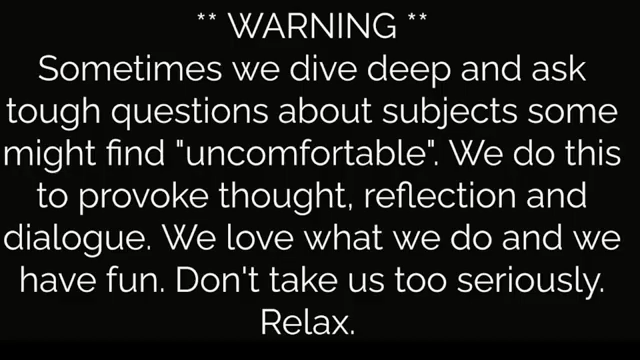 ** WARNING **
Sometimes we dive deep and ask
tough questions about subjects some
might find "uncomfortable". We do this
to provoke thought, reflection and
dialogue. We love what we do and we
have fun. Don't take us too seriously.
Relax.